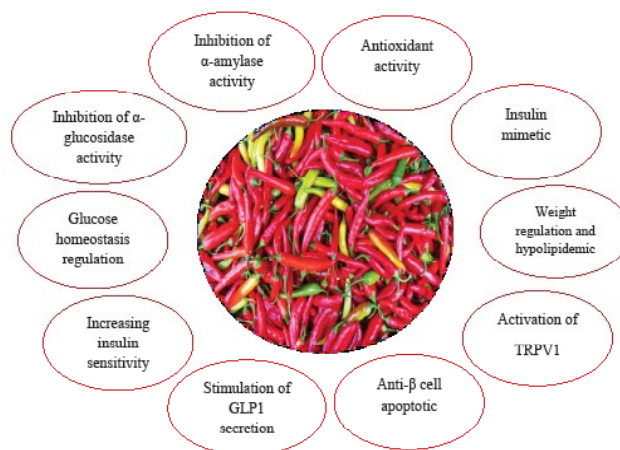 Inhibition of
α-amylase
activity
Antioxidant
activity
Insulin
mimetic
Weight
regulation and
hypolipidemic
Activation of
TRPV1
Anti-β cell
apoptotic
Stimulation of
GLP1
secretion
Increasing
insulin
sensitivity
Glucose
homeostasis
regulation
Inhibition of α-
glucosidase
activity